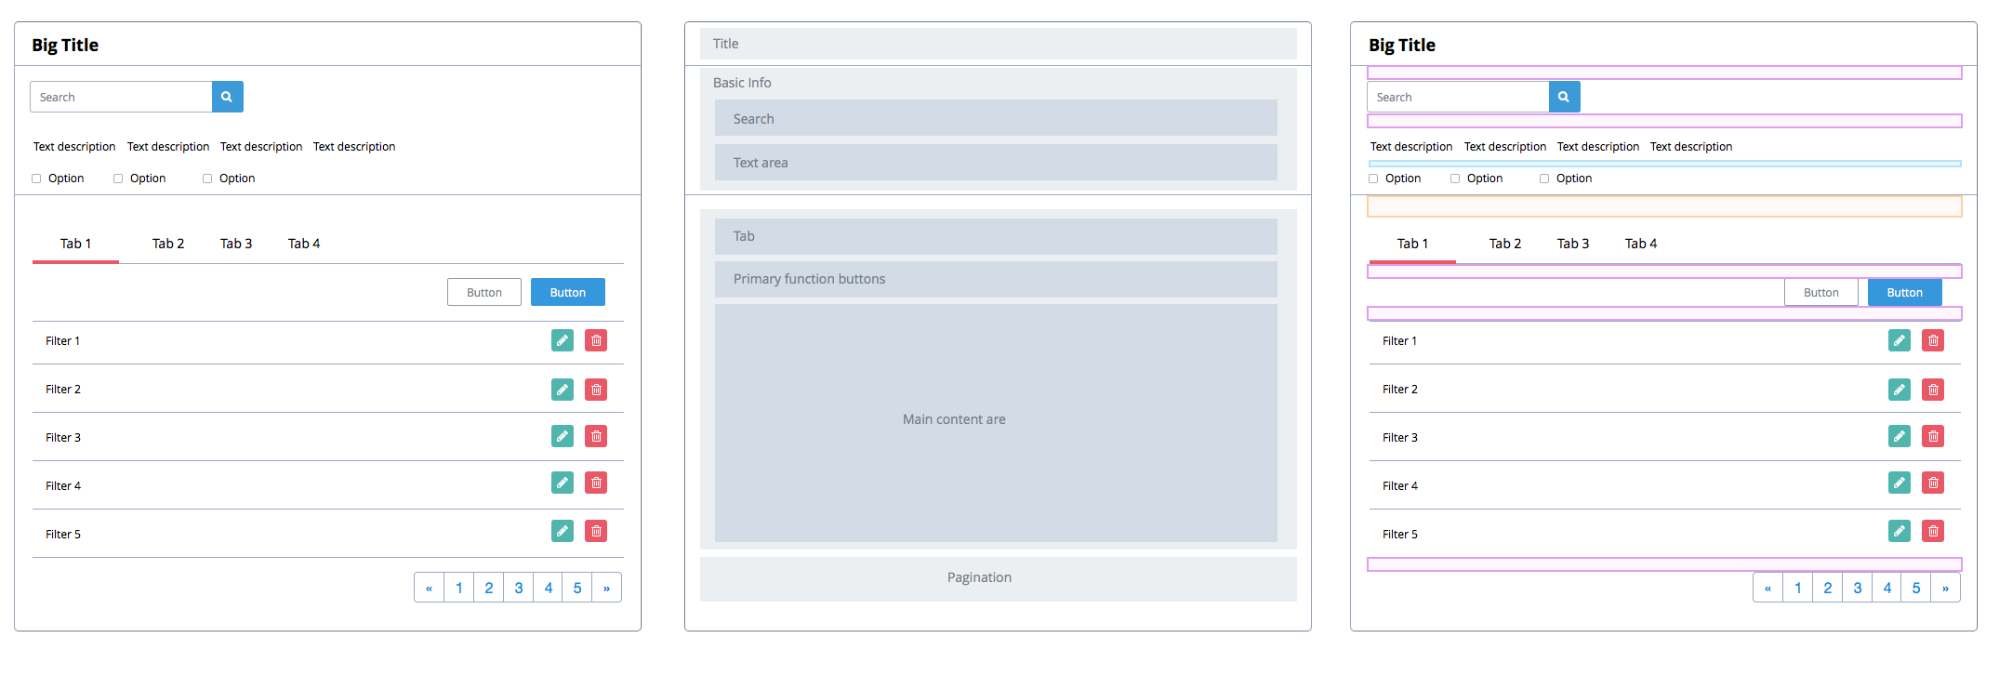 Big Title
Search
Text description Text description Text description Text description
Option Option Option
Tab 1 Tab 2 Tab 3 Tab 4
Button Button
Filter 1
Filter 2
Filter 3
Filter 4
Filter 5
« 1 2 3 4 5 »
Title
Basic Info
Search
Text area
Tab
Primary function buttons
Main content are
Pagination
Big Title
Search
Text description Text description Text description Text description
Option Option Option
Tab 1 Tab 2 Tab 3 Tab 4
Button Button
Filter 1
Filter 2
Filter 3
Filter 4
Filter 5
« 1 2 3 4 5 »